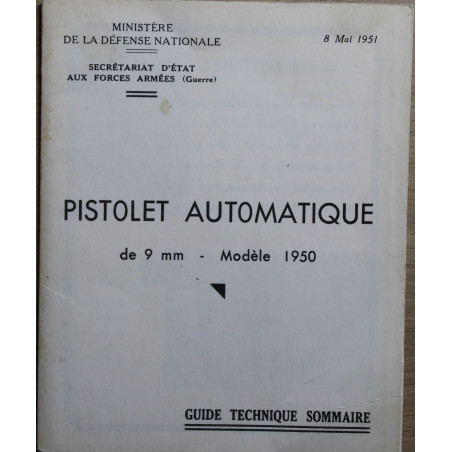 MINISTÈRE
DE LA DÉFENSE NATIONALE
8 Mai 1951
SECRÉTARIAT D'ÉTAT
AUX FORCES ARMÉES (Guerre)
PISTOLET AUTOMATIQUE
de 9 mm - Modèle 1950
GUIDE TECHNIQUE SOMMAIRE